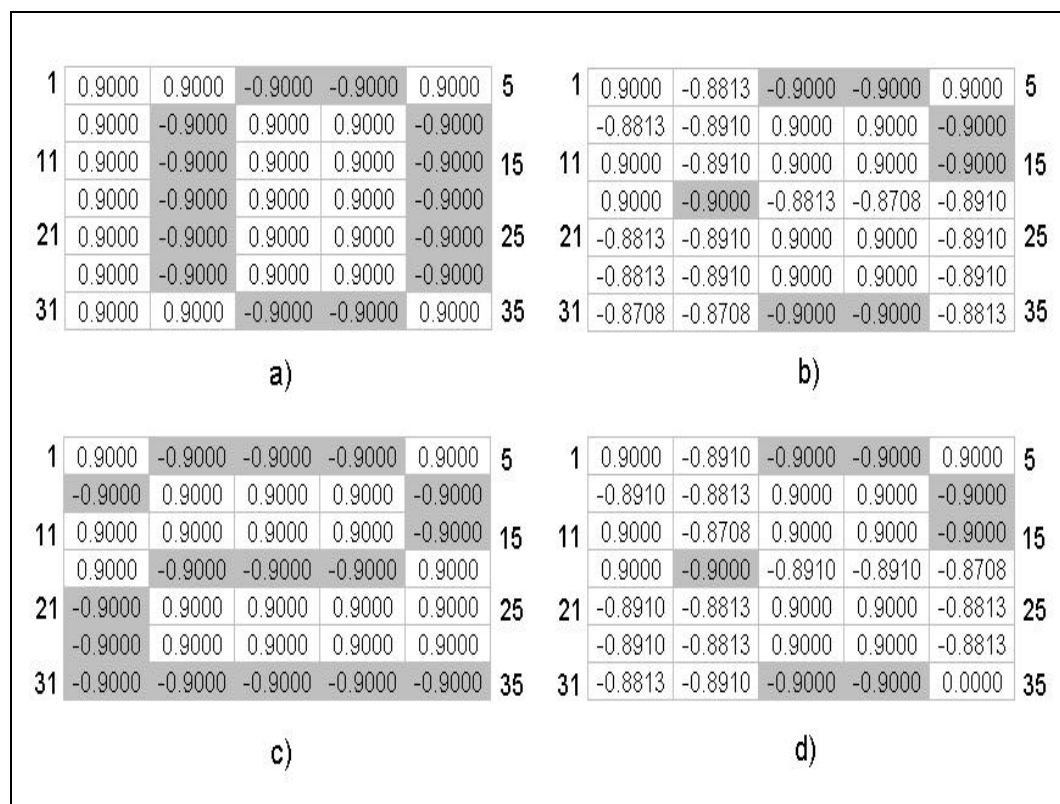 1 0.9000 0.9000 -0.9000 -0.9000 0.9000 5
0.9000 -0.9000 0.9000 0.9000 -0.9000
11 0.9000 -0.9000 0.9000 0.9000 -0.9000 15
0.9000 -0.9000 0.9000 0.9000 -0.9000
21 0.9000 -0.9000 0.9000 0.9000 -0.9000 25
0.9000 -0.9000 0.9000 0.9000 -0.9000
31 0.9000 0.9000 -0.9000 -0.9000 0.9000 35
a)
1 0.9000 -0.8813 -0.9000 -0.9000 0.9000 5
-0.8813 -0.8910 0.9000 0.9000 -0.9000
11 0.9000 -0.8910 0.9000 0.9000 -0.9000 15
0.9000 -0.9000 -0.8813 -0.8708 -0.8910
21 -0.8813 -0.8910 0.9000 0.9000 -0.8910 25
-0.8813 -0.8910 0.9000 0.9000 -0.8910
31 -0.8708 -0.8708 -0.9000 -0.9000 -0.8813 35
b)
1 0.9000 -0.9000 -0.9000 -0.9000 0.9000 5
-0.9000 0.9000 0.9000 0.9000 -0.9000
11 0.9000 0.9000 0.9000 0.9000 -0.9000 15
0.9000 -0.9000 -0.9000 -0.9000 0.9000
21 -0.9000 0.9000 0.9000 0.9000 0.9000 25
-0.9000 0.9000 0.9000 0.9000 0.9000
31 -0.9000 -0.9000 -0.9000 -0.9000 -0.9000 35
c)
1 0.9000 -0.8910 -0.9000 -0.9000 0.9000 5
-0.8910 -0.8813 0.9000 0.9000 -0.9000
11 0.9000 -0.8708 0.9000 0.9000 -0.9000 15
0.9000 -0.9000 -0.8910 -0.8910 -0.8708
21 -0.8910 -0.8813 0.9000 0.9000 -0.8813 25
-0.8910 -0.8813 0.9000 0.9000 -0.8813
31 -0.8813 -0.8910 -0.9000 -0.9000 0.0000 35
d)